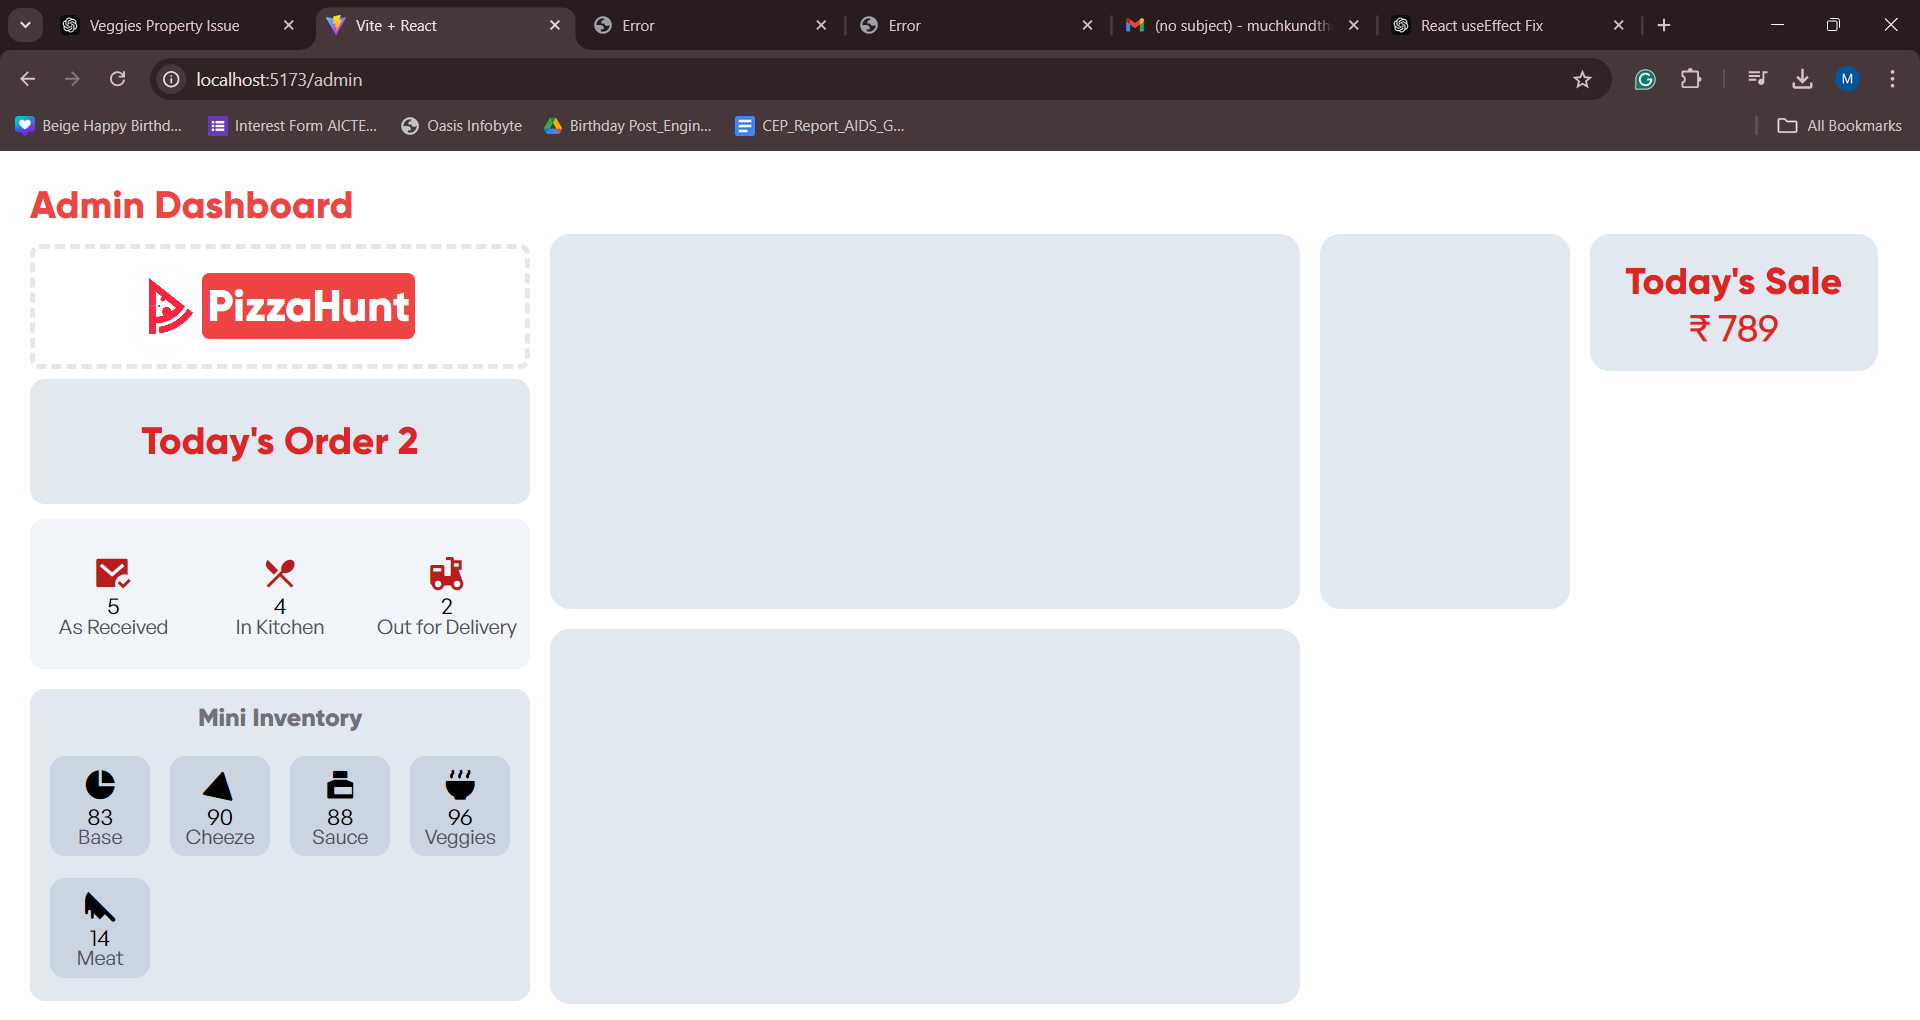 Veggies Property Issue
Vite + React
Error
Error
(no subject) - muchkundth
React useEffect Fix
localhost:5173/admin
M
Beige Happy Birthd...
Interest Form AICTE...
Oasis Infobyte
Birthday Post_Engin...
CEP_Report_AIDS_G...
All Bookmarks
Admin Dashboard
PizzaHunt
Today's Order 2
5
As Received
4
In Kitchen
2
Out for Delivery
Mini Inventory
83
Base
90
Cheeze
88
Sauce
96
Veggies
14
Meat
Today's Sale
₹ 789